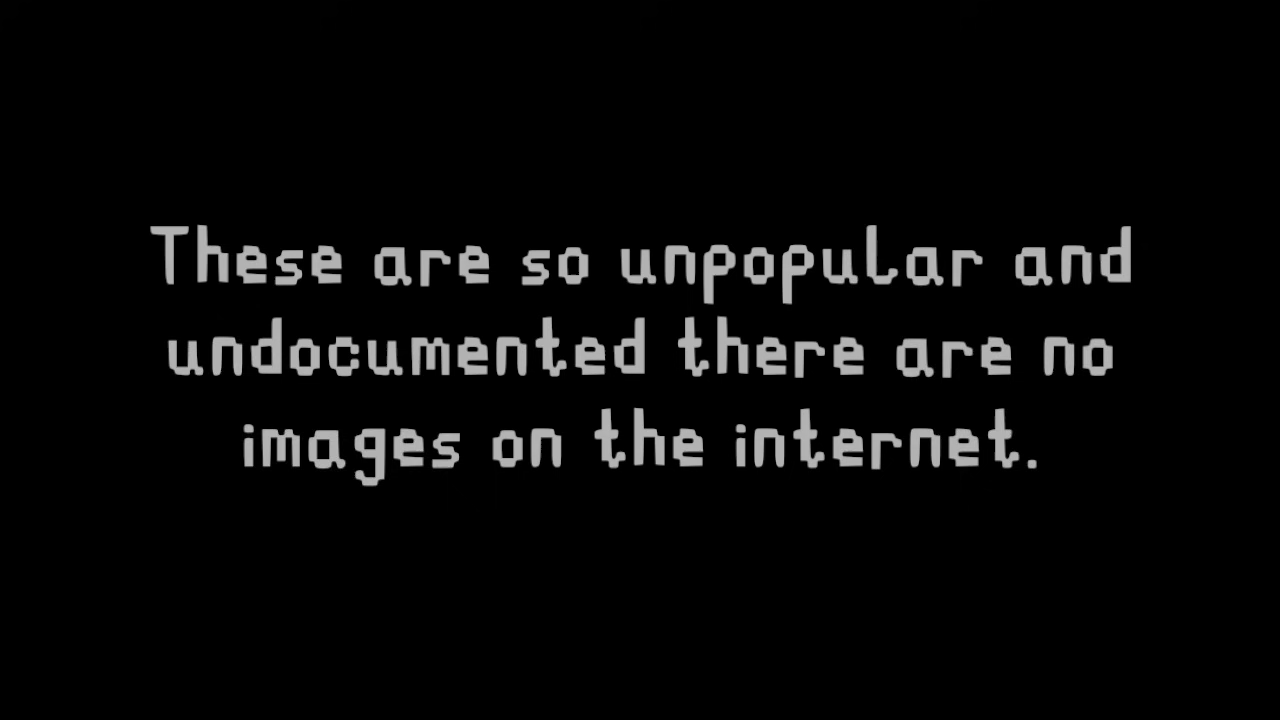 These are so unpopular and
undocumented there are no
images on the internet.